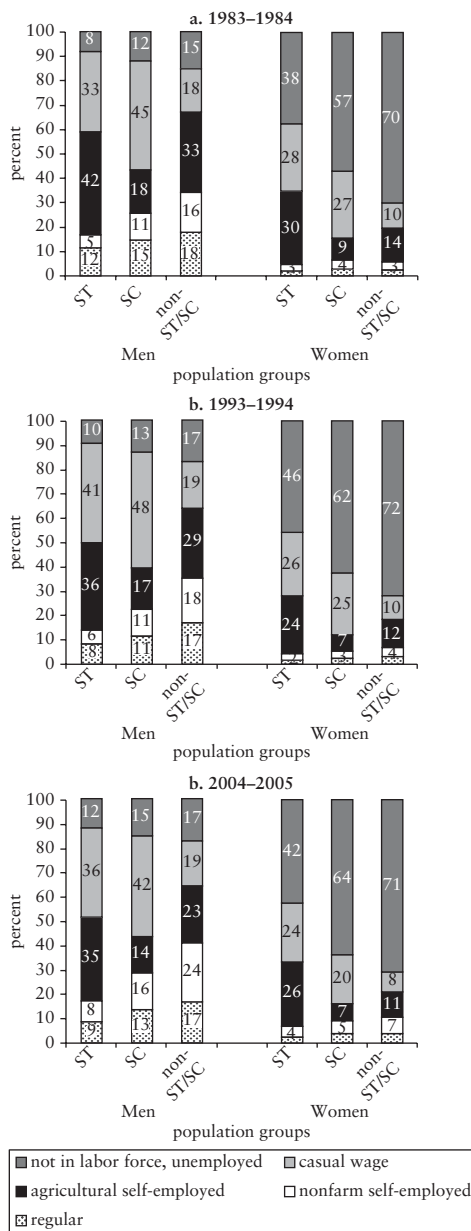 a. 1983–1984
percent
100
90
80
70
60
50
40
30
20
10
0
8
33
42
5
12
12
45
18
11
15
15
18
33
16
18
38
28
30
3
57
27
9
4
70
10
14
3
ST
SC
non-
ST/SC
ST
SC
non-
ST/SC
Men
Women
population groups
b. 1993–1994
percent
100
90
80
70
60
50
40
30
20
10
0
10
41
36
6
8
13
48
17
11
11
17
19
29
18
17
46
26
24
62
25
7
3
72
10
12
4
ST
SC
non-
ST/SC
ST
SC
non-
ST/SC
Men
Women
population groups
b. 2004–2005
percent
100
90
80
70
60
50
40
30
20
10
0
12
36
35
8
9
15
42
14
16
13
17
19
23
24
17
42
24
26
4
64
20
7
5
71
8
11
7
ST
SC
non-
ST/SC
ST
SC
non-
ST/SC
Men
Women
population groups
not in labor force, unemployed
casual wage
agricultural self-employed
nonfarm self-employed
regular